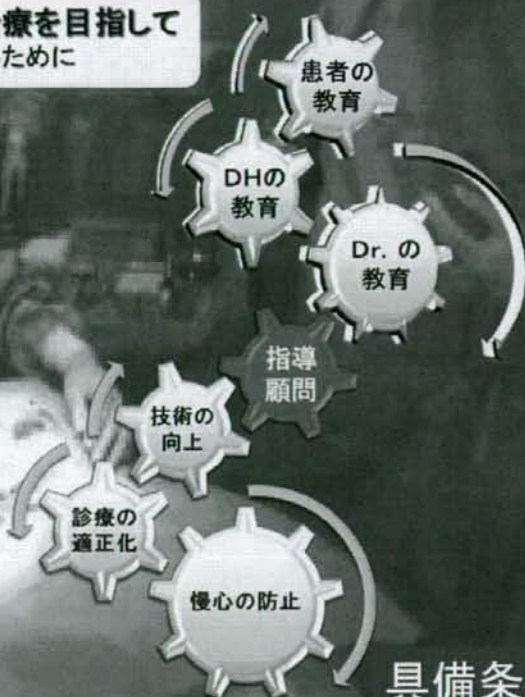 療を目指して
ために
患者の
教育
DHの
教育
Dr. の
教育
指導
顧問
技術の
向上
診療の
適正化
慢心の防止
具備条